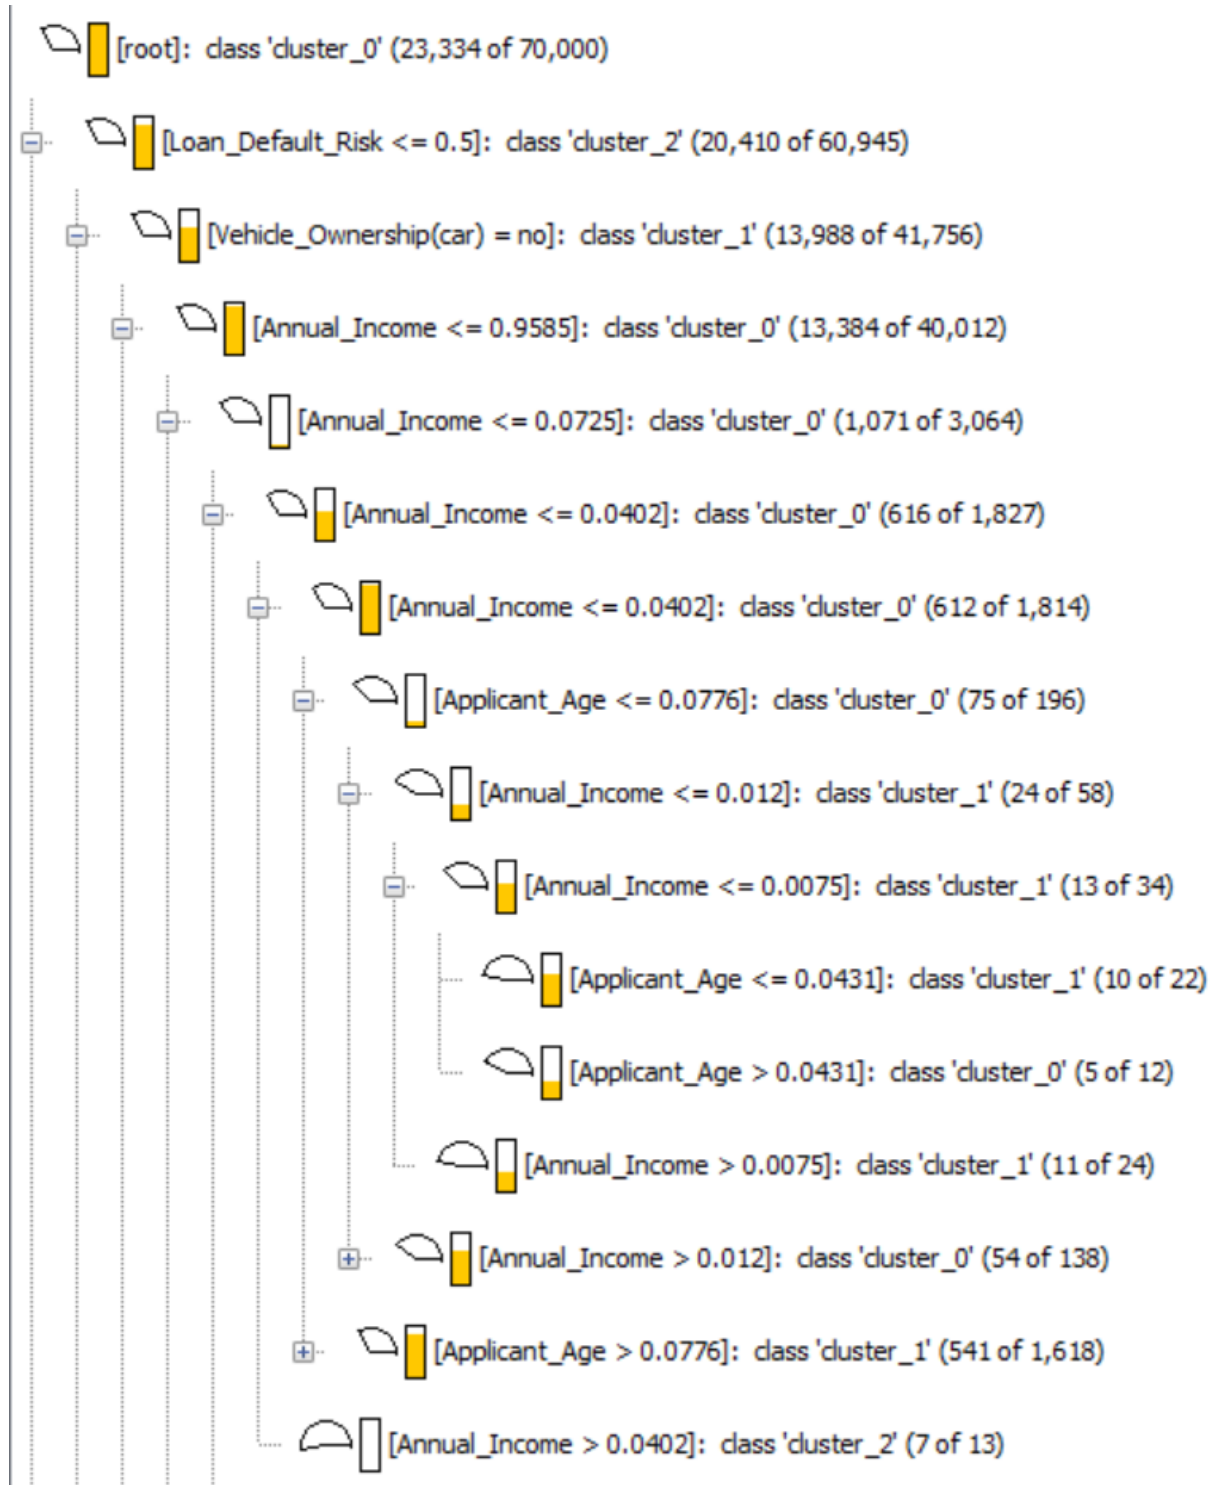 [root]: class 'cluster_0' (23,334 of 70,000)
[Loan_Default_Risk <= 0.5]: class 'cluster_2' (20,410 of 60,945)
[Vehicle_Ownership(car) = no]: class 'cluster_1' (13,988 of 41,756)
[Annual_Income <= 0.9585]: class 'cluster_0' (13,384 of 40,012)
[Annual_Income <= 0.0725]: class 'cluster_0' (1,071 of 3,064)
[Annual_Income <= 0.0402]: class 'cluster_0' (616 of 1,827)
[Annual_Income <= 0.0402]: class 'cluster_0' (612 of 1,814)
[Applicant_Age <= 0.0776]: class 'cluster_0' (75 of 196)
[Annual_Income <= 0.012]: class 'cluster_1' (24 of 58)
[Annual_Income <= 0.0075]: class 'cluster_1' (13 of 34)
[Applicant_Age <= 0.0431]: class 'cluster_1' (10 of 22)
[Applicant_Age > 0.0431]: class 'cluster_0' (5 of 12)
[Annual_Income > 0.0075]: class 'cluster_1' (11 of 24)
[Annual_Income > 0.012]: class 'cluster_0' (54 of 138)
[Applicant_Age > 0.0776]: class 'cluster_1' (541 of 1,618)
[Annual_Income > 0.0402]: class 'cluster_2' (7 of 13)